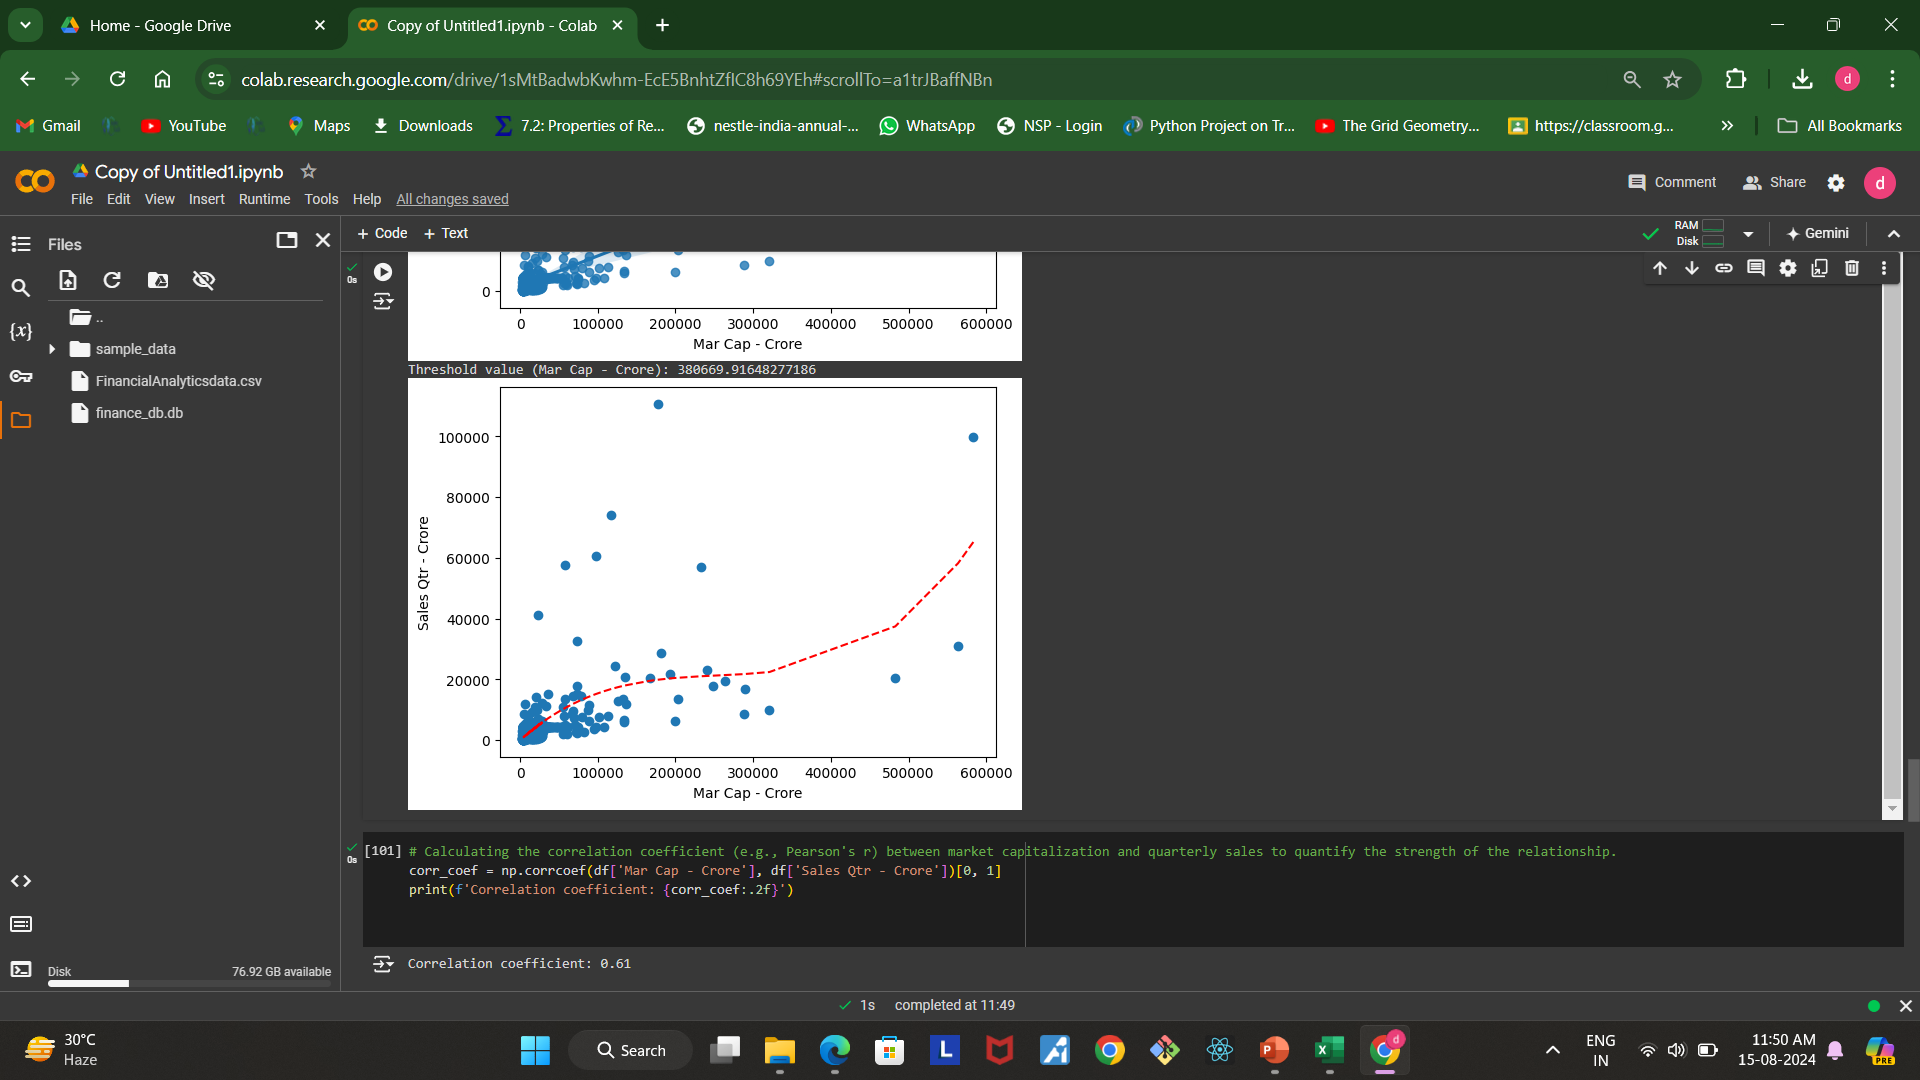 Home - Google Drive
Copy of Untitled1.ipynb - Colab
colab.research.google.com/drive/1sMtBadwbKwhm-EcE5BnhtZflC8h69YEh#scrollTo=a1trJBaffNBn
d
Gmail YouTube Maps Downloads 7.2: Properties of Re... nestle-india-annual-... WhatsApp NSP - Login Python Project on Tr... The Grid Geometry... https://classroom.g... All Bookmarks
Copy of Untitled1.ipynb
Comment Share d
File Edit View Insert Runtime Tools Help All changes saved
Files
+ Code + Text
RAM
Disk
Gemini
..
sample_data
FinancialAnalyticsdata.csv
finance_db.db
0s
0
0 100000 200000 300000 400000 500000 600000
Mar Cap - Crore
Threshold value (Mar Cap - Crore): 380669.91648277186
100000
80000
60000
40000
20000
0
Sales Qtr - Crore
0 100000 200000 300000 400000 500000 600000
Mar Cap - Crore
0s
[101] # Calculating the correlation coefficient (e.g., Pearson's r) between market capitalization and quarterly sales to quantify the strength of the relationship.
corr_coef = np.corrcoef(df['Mar Cap - Crore'], df['Sales Qtr - Crore'])[0, 1]
print(f'Correlation coefficient: {corr_coef:.2f}')
Correlation coefficient: 0.61
Disk 76.92 GB available
1s completed at 11:49
30°C
Haze
Search
ENG
IN
11:50 AM
15-08-2024
PRE